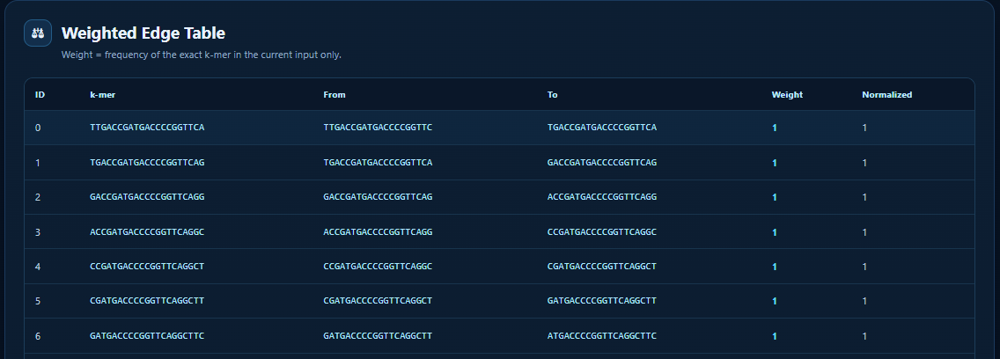 Weighted Edge Table
Weight = frequency of the exact k-mer in the current input only.
ID k-mer From To Weight Normalized
0 TTGACCGATGACCCCGGTTCA TTGACCGATGACCCCGGTTC TGACCGATGACCCCGGTTCA 1 1
1 TGACCGATGACCCCGGTTCAG TGACCGATGACCCCGGTTCA GACCGATGACCCCGGTTCAG 1 1
2 GACCGATGACCCCGGTTCAGG GACCGATGACCCCGGTTCAG ACCGATGACCCCGGTTCAGG 1 1
3 ACCGATGACCCCGGTTCAGGC ACCGATGACCCCGGTTCAGG CCGATGACCCCGGTTCAGGC 1 1
4 CCGATGACCCCGGTTCAGGCT CCGATGACCCCGGTTCAGGC CGATGACCCCGGTTCAGGCT 1 1
5 CGATGACCCCGGTTCAGGCTT CGATGACCCCGGTTCAGGCT GATGACCCCGGTTCAGGCTT 1 1
6 GATGACCCCGGTTCAGGCTTC GATGACCCCGGTTCAGGCTT ATGACCCCGGTTCAGGCTTC 1 1